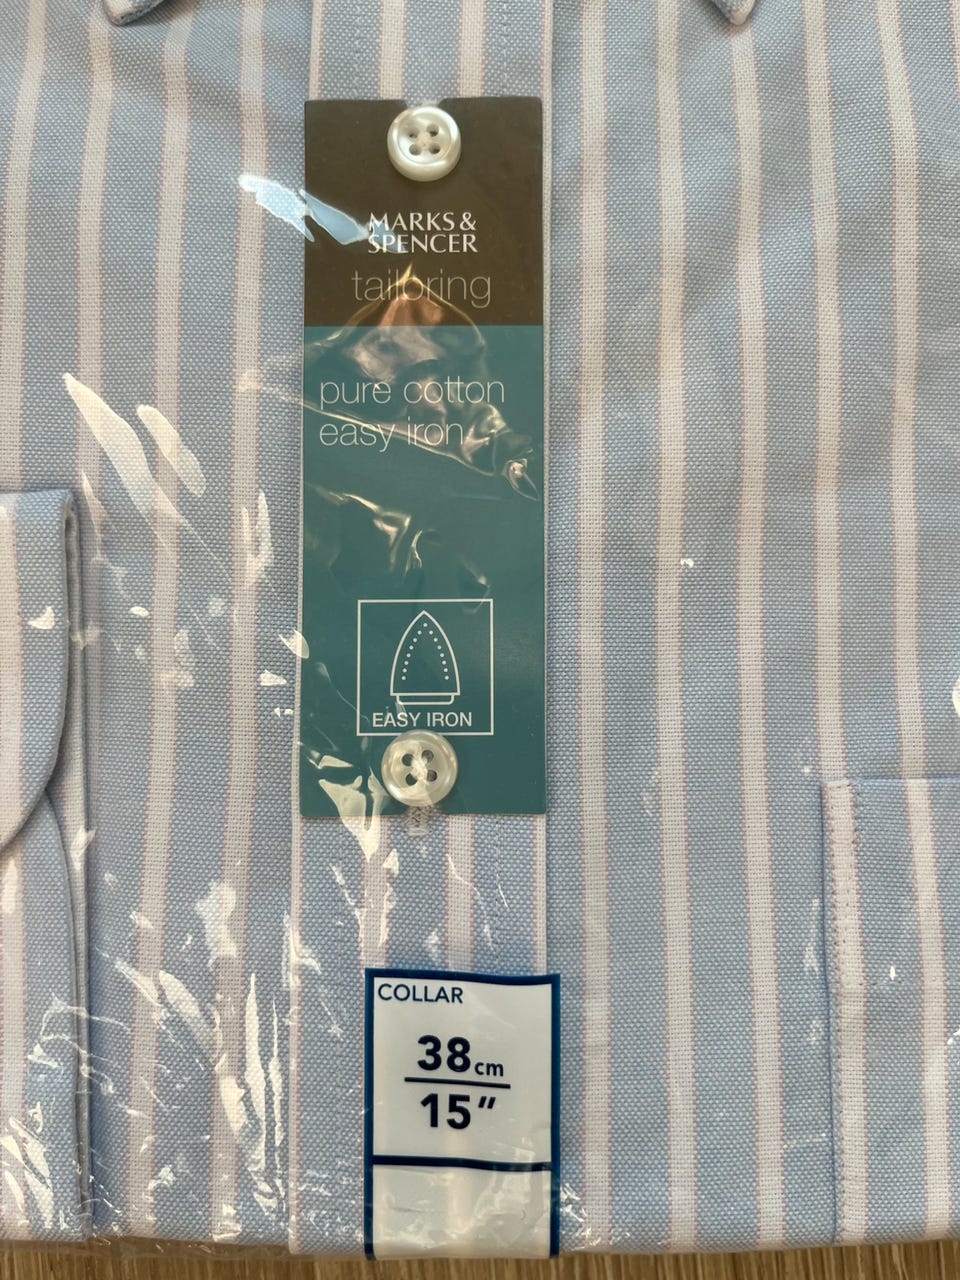 MARKS &
SPENCER
tailoring
pure cotton
easy iron
EASY IRON
COLLAR
38cm
15"